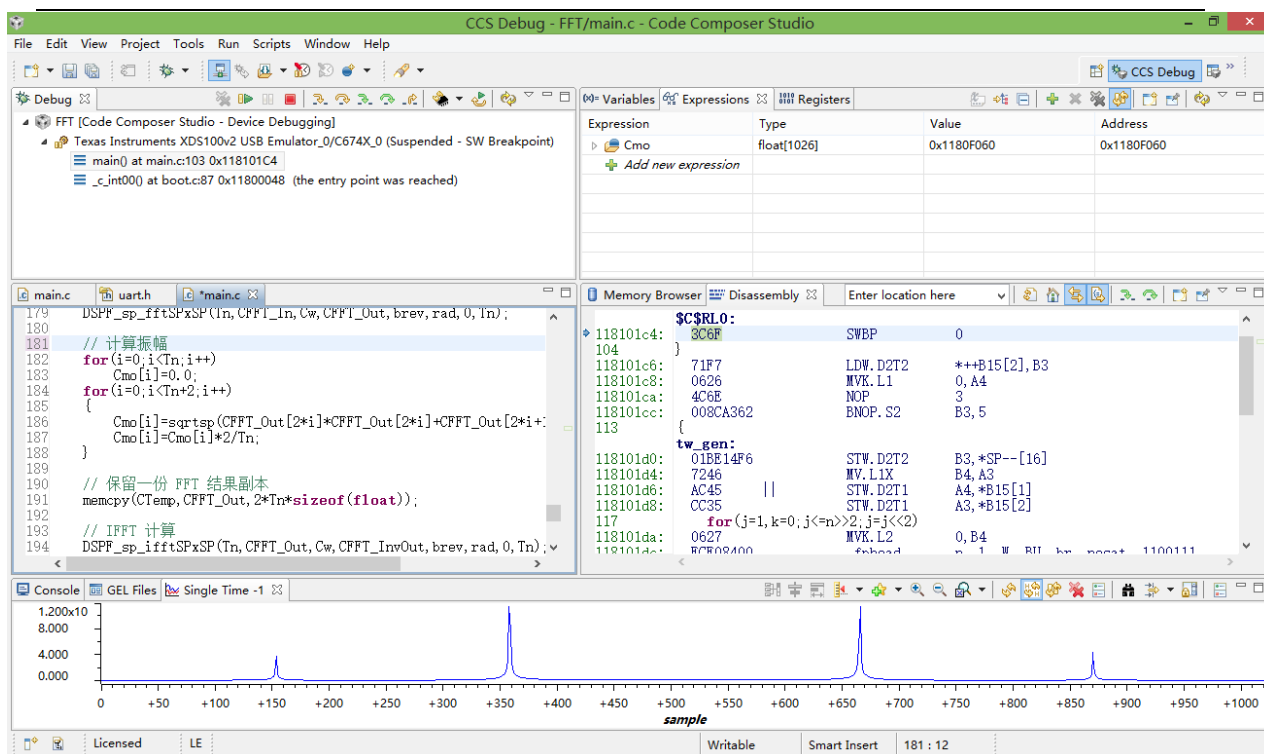 CCS Debug - FFT/main.c - Code Composer Studio
File Edit View Project Tools Run Scripts Window Help
CCS Debug
Debug
FFT [Code Composer Studio - Device Debugging]
Texas Instruments XDS100v2 USB Emulator_0/C674X_0 (Suspended - SW Breakpoint)
main() at main.c:103 0x118101C4
_c_int00() at boot.c:87 0x11800048 (the entry point was reached)
(x)= Variables Expressions Registers
Expression Type Value Address
Cmo float[1026] 0x1180F060 0x1180F060
Add new expression
main.c uart.h *main.c
179 DSPF_sp_fftSPxSP(Tn,CFFT_In,Cw,CFFT_Out,brev,rad,0,Tn);
180
181 // 计算振幅
182 for(i=0;i<Tn;i++)
183 Cmo[i]=0.0;
184 for(i=0;i<Tn+2;i++)
185 {
186 Cmo[i]=sqrtsp(CFFT_Out[2*i]*CFFT_Out[2*i]+CFFT_Out[2*i+
187 Cmo[i]=Cmo[i]*2/Tn;
188 }
189
190 // 保留一份 FFT 结果副本
191 memcpy(CTemp,CFFT_Out,2*Tn*sizeof(float));
192
193 // IFFT 计算
194 DSPF_sp_ifftSPxSP(Tn,CFFT_Out,Cw,CFFT_InvOut,brev,rad,0,Tn);
Memory Browser Disassembly Enter location here
$C$RL0:
118101c4: 3C6F SWBP 0
104 }
118101c6: 71F7 LDW.D2T2 *++B15[2],B3
118101c8: 0626 MVK.L1 0,A4
118101ca: 4C6E NOP 3
118101cc: 008CA362 BNOP.S2 B3,5
113 {
tw_gen:
118101d0: 01BE14F6 STW.D2T2 B3,*SP--[16]
118101d4: 7246 MV.L1X B4,A3
118101d6: AC45 || STW.D2T1 A4,*B15[1]
118101d8: CC35 STW.D2T1 A3,*B15[2]
117 for(j=1,k=0;j<=n>>2;j=j<<2)
118101da: 0627 MVK.L2 0,B4
Console GEL Files Single Time -1
1.200x10
8.000
4.000
0.000
0 +50 +100 +150 +200 +250 +300 +350 +400 +450 +500 +550 +600 +650 +700 +750 +800 +850 +900 +950 +1000
sample
Licensed LE Writable Smart Insert 181 : 12